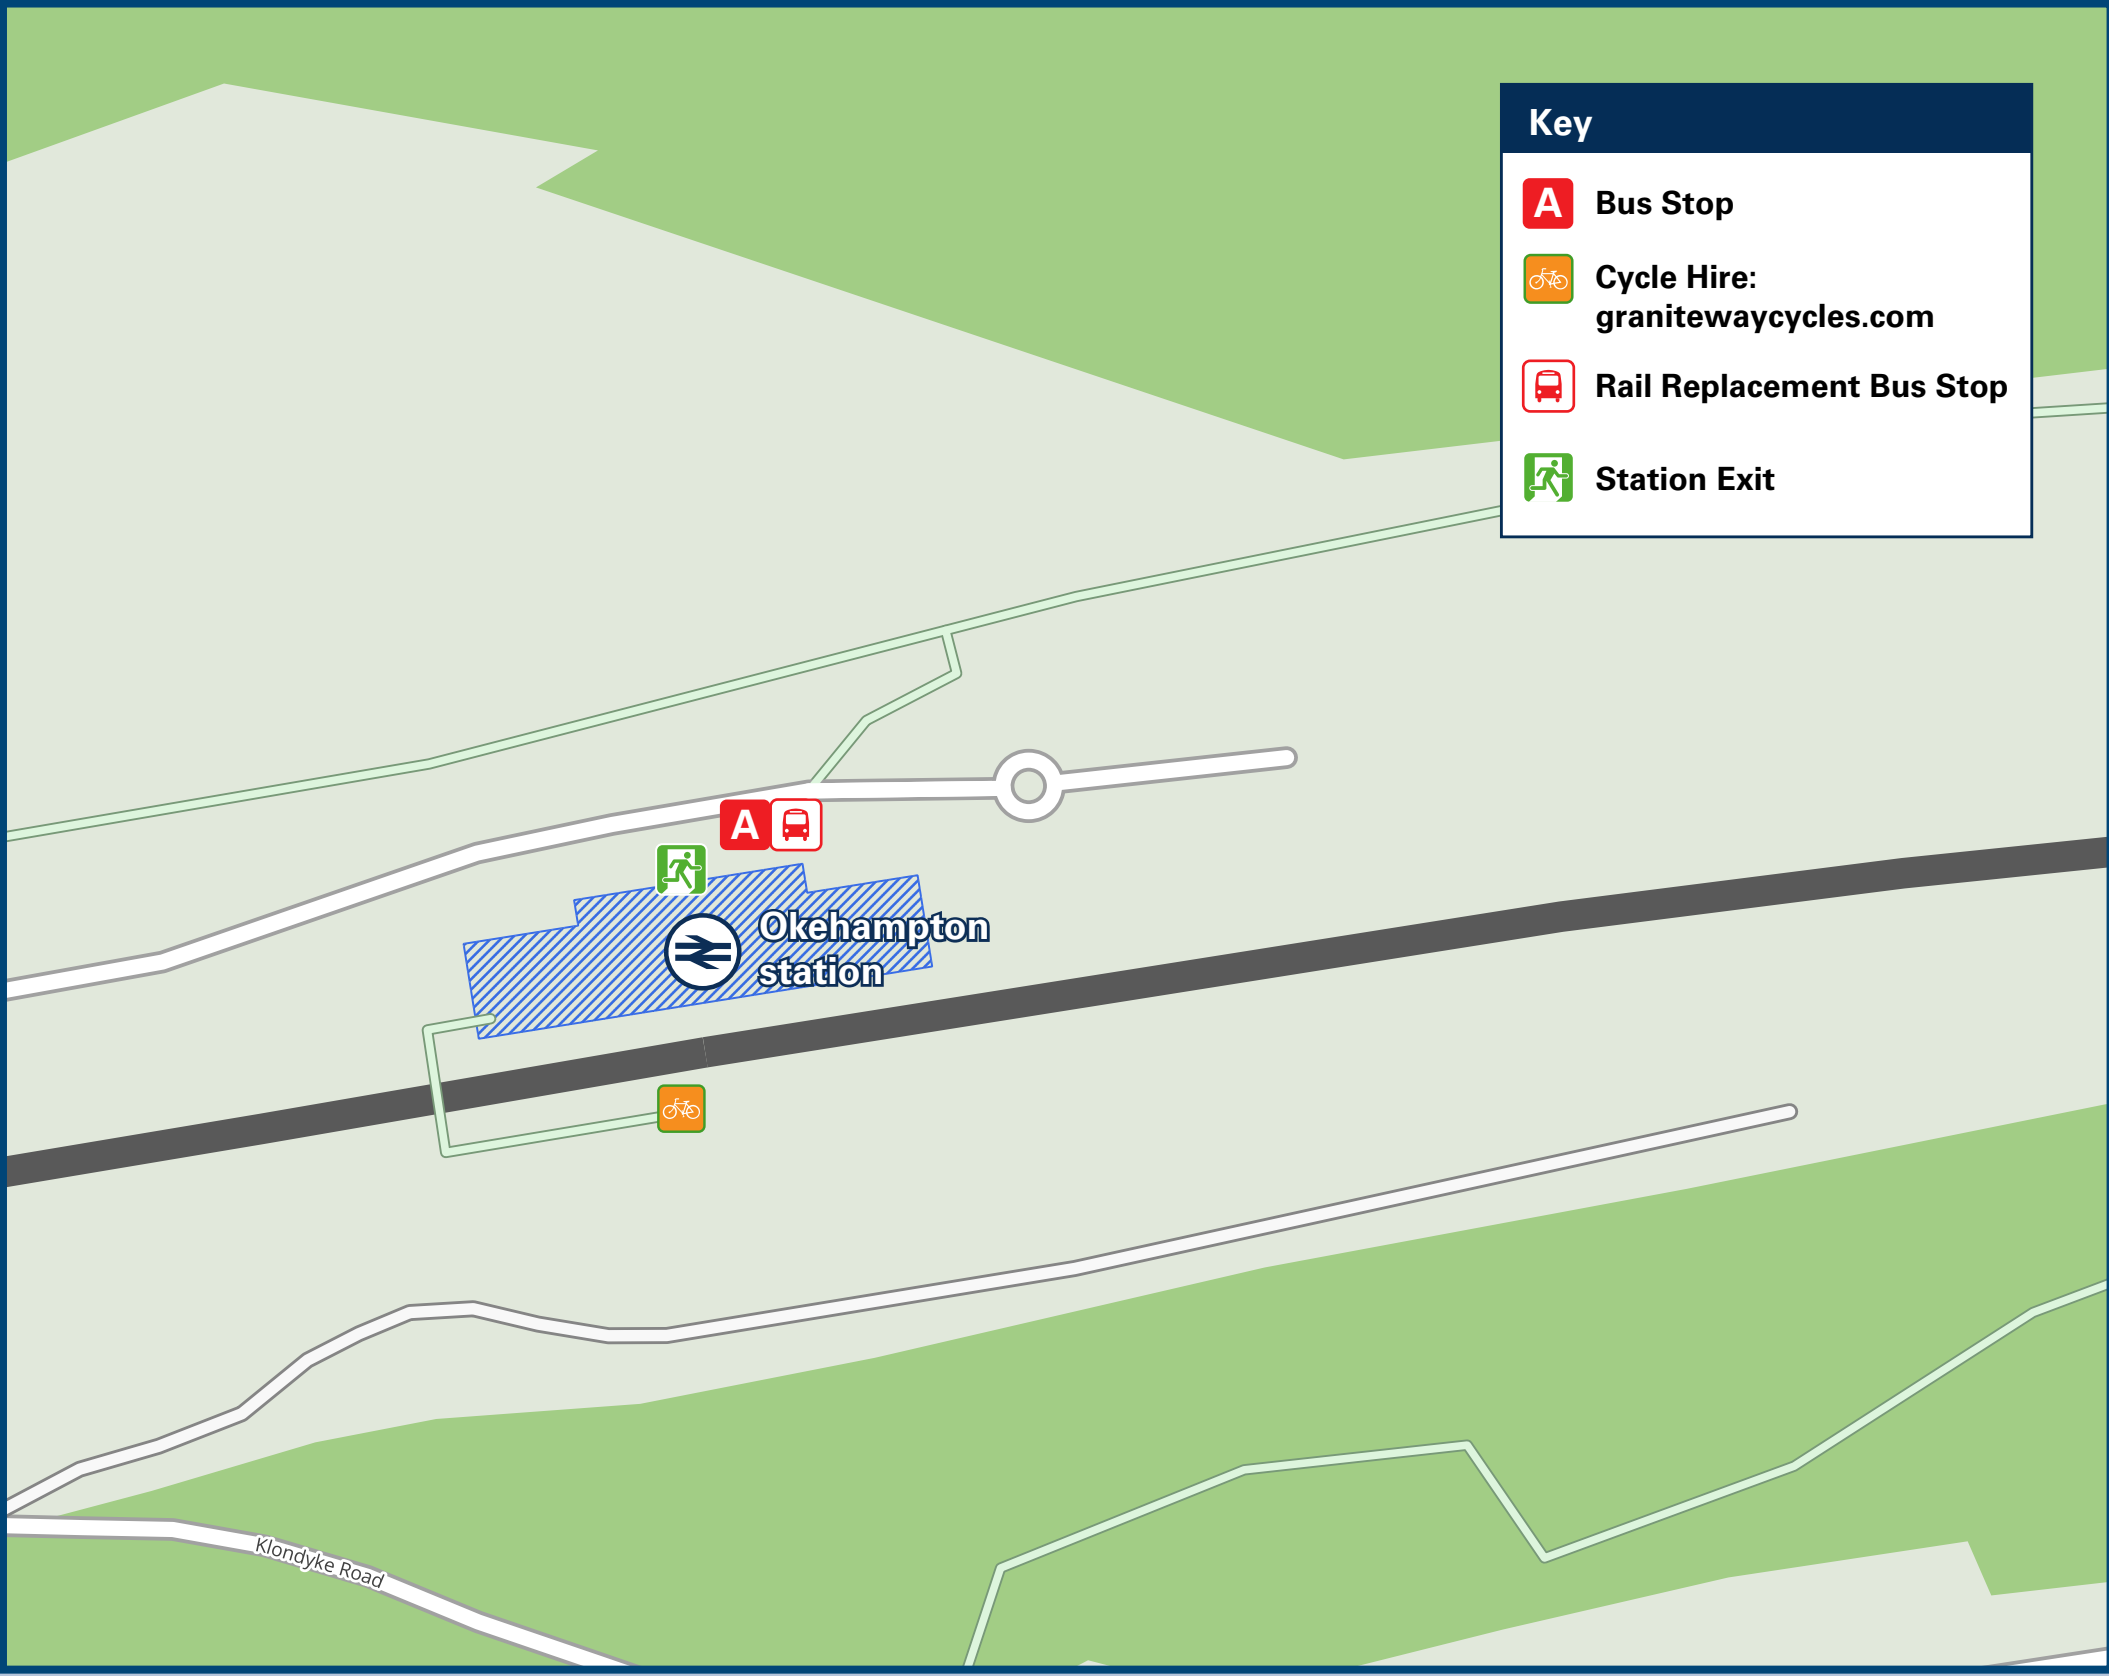 Key
A Bus Stop
Cycle Hire:
granitewaycycles.com
Rail Replacement Bus Stop
Station Exit
A
Okehampton
station
Klondyke Road